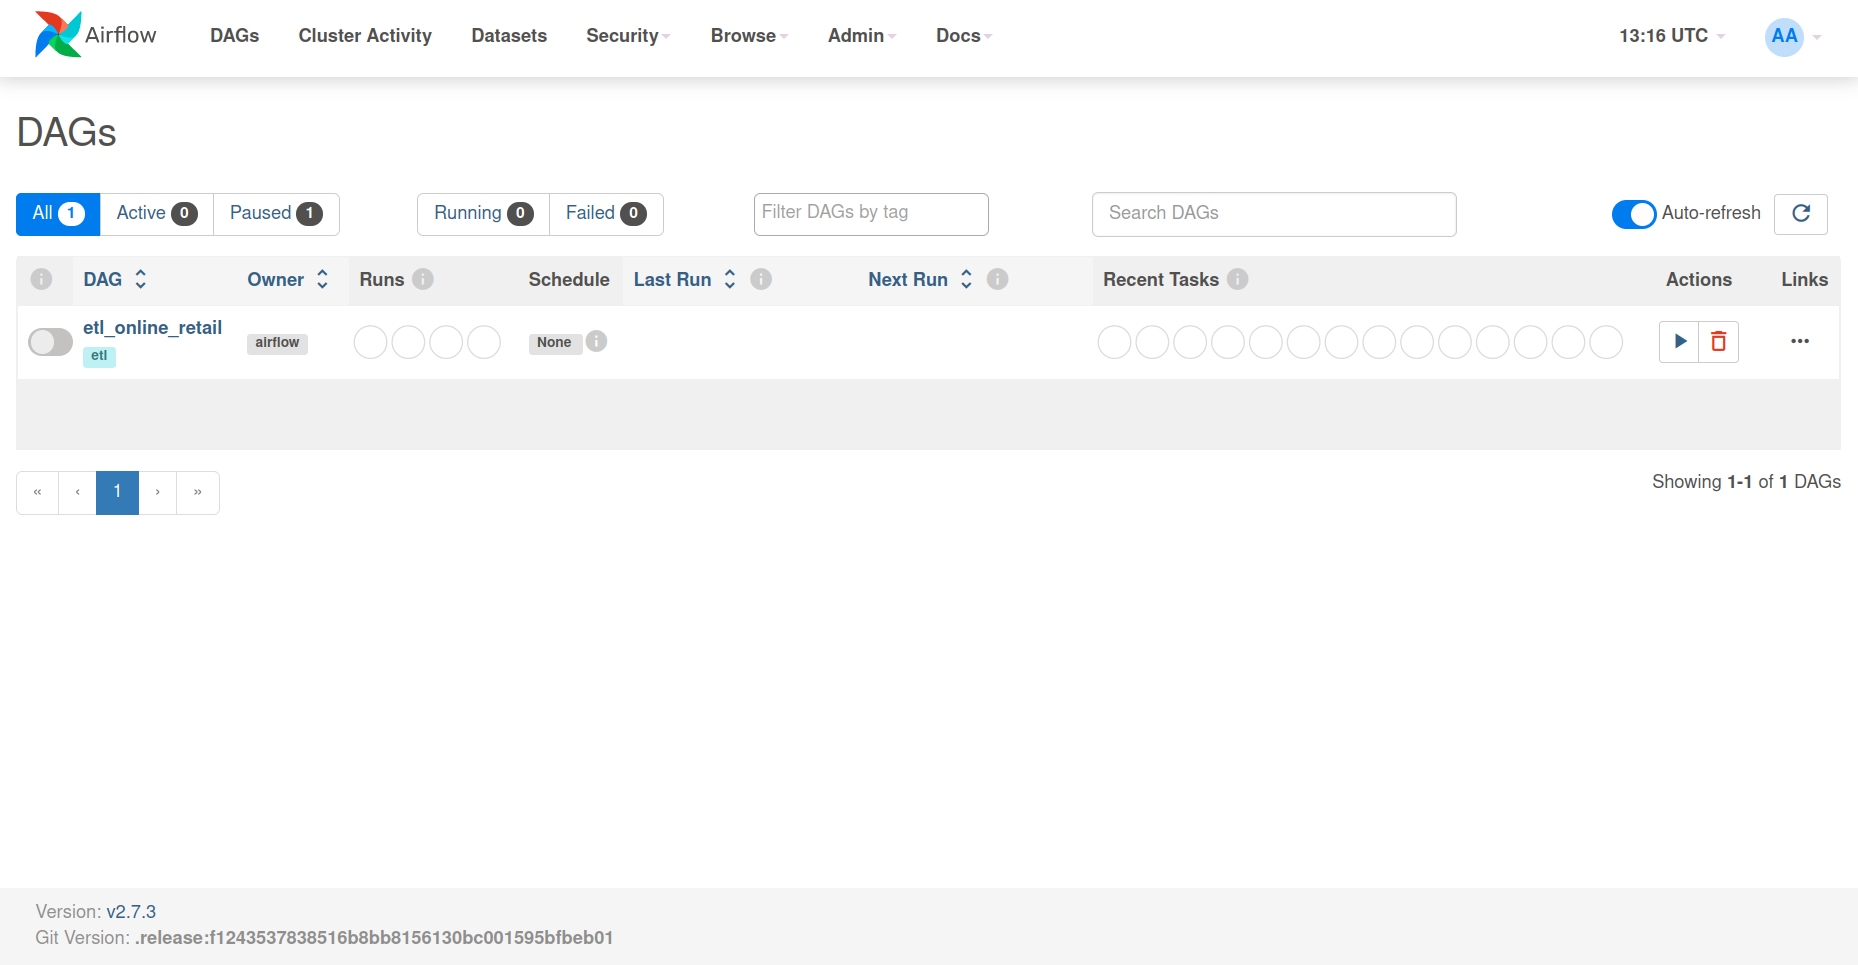 Airflow DAGs Cluster Activity Datasets Security Browse Admin Docs 13:16 UTC AA
DAGs
All 1 Active 0 Paused 1 Running 0 Failed 0 Filter DAGs by tag Search DAGs Auto-refresh
i DAG Owner Runs i Schedule Last Run i Next Run i Recent Tasks i Actions Links
etl_online_retail
airflow None i
etl
« ‹ 1 › »
Showing 1-1 of 1 DAGs
Version: v2.7.3
Git Version: .release:f1243537838516b8bb8156130bc001595bfbeb01